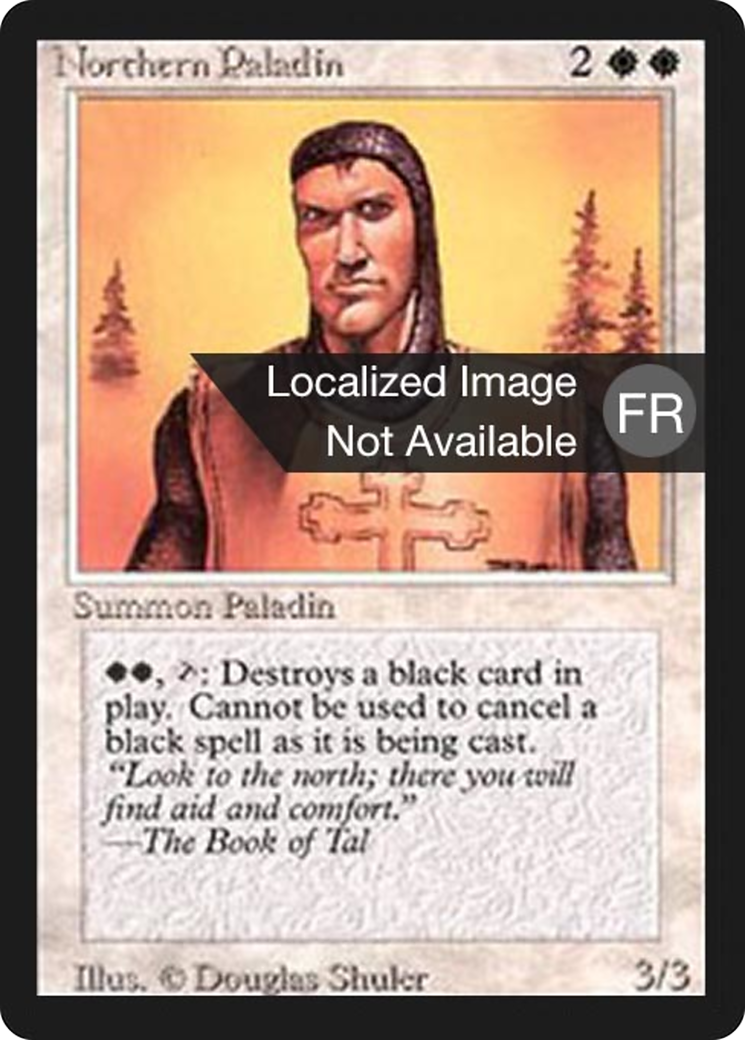 Northern Paladin
2
Localized Image
Not Available
FR
Summon Paladin
, : Destroys a black card in
play. Cannot be used to cancel a
black spell as it is being cast.
“Look to the north; there you will
find aid and comfort.”
—The Book of Tal
Illus. © Douglas Shuler
3/3